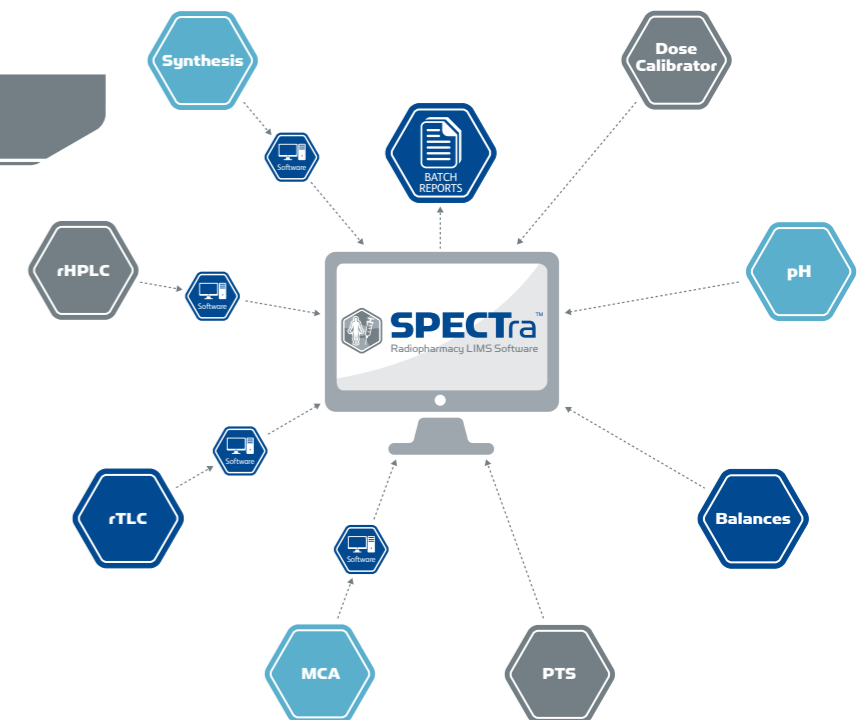 Synthesis
Dose
Calibrator
Software
BATCH
REPORTS
rHPLC
Software
pH
SPECTra™
Radiopharmacy LIMS Software
Software
rTLC
Balances
Software
MCA
PTS